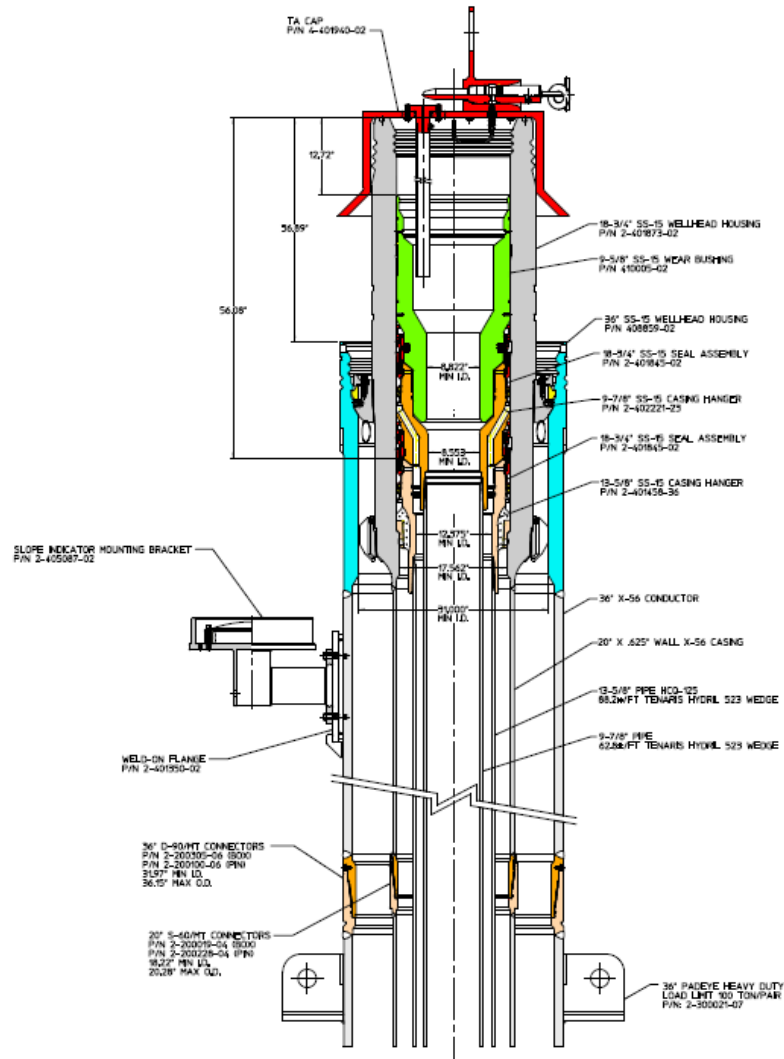 TA CAP
P/N 4-401940-02
12.72"
36.89"
56.08"
18-3/4" SS-15 WELLHEAD HOUSING
P/N 2-401873-02
9-5/8" SS-15 WEAR BUSHING
P/N 410005-02
36" SS-15 WELLHEAD HOUSING
P/N 408859-02
18-3/4" SS-15 SEAL ASSEMBLY
P/N 2-401845-02
8.822"
MIN I.D.
9-7/8" SS-15 CASING HANGER
P/N 2-402221-23
18-3/4" SS-15 SEAL ASSEMBLY
P/N 2-401845-02
8.553
MIN I.D.
13-5/8" SS-15 CASING HANGER
P/N 2-401458-36
12.375"
MIN I.D.
17.562"
MIN I.D.
31.000"
MIN I.D.
SLOPE INDICATOR MOUNTING BRACKET
P/N 2-405087-02
36" X-56 CONDUCTOR
20" X .625" WALL X-56 CASING
13-5/8" PIPE HCQ-125
88.2#/FT TENARIS HYDRIL 523 WEDGE
9-7/8" PIPE
62.8#/FT TENARIS HYDRIL 523 WEDGE
WELD-ON FLANGE
P/N 2-401350-02
36" D-90/MT CONNECTORS
P/N 2-200305-06 (BOX)
P/N 2-200100-06 (PIN)
31.97" MIN I.D.
36.15" MAX O.D.
20" S-60/MT CONNECTORS
P/N 2-200019-04 (BOX)
P/N 2-200228-04 (PIN)
18.22" MIN I.D.
20.28" MAX O.D.
36" PADEYE HEAVY DUTY
LOAD LIMIT 100 TON/PAIR
P/N: 2-300021-07